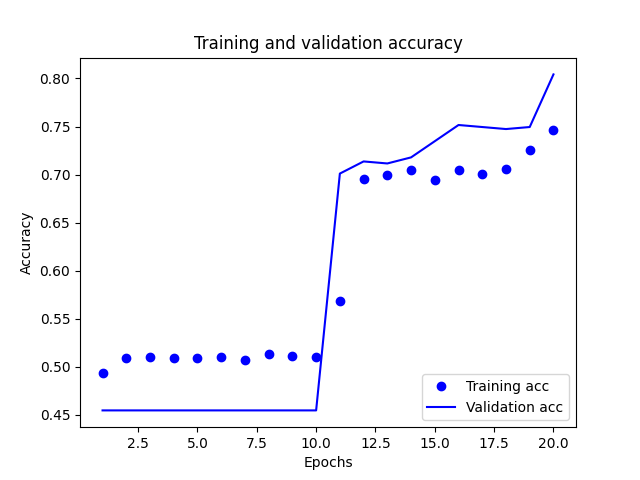 Training and validation accuracy
0.80
0.75
0.70
0.65
0.60
0.55
0.50
0.45
Accuracy
Training acc
Validation acc
2.5 5.0 7.5 10.0 12.5 15.0 17.5 20.0
Epochs